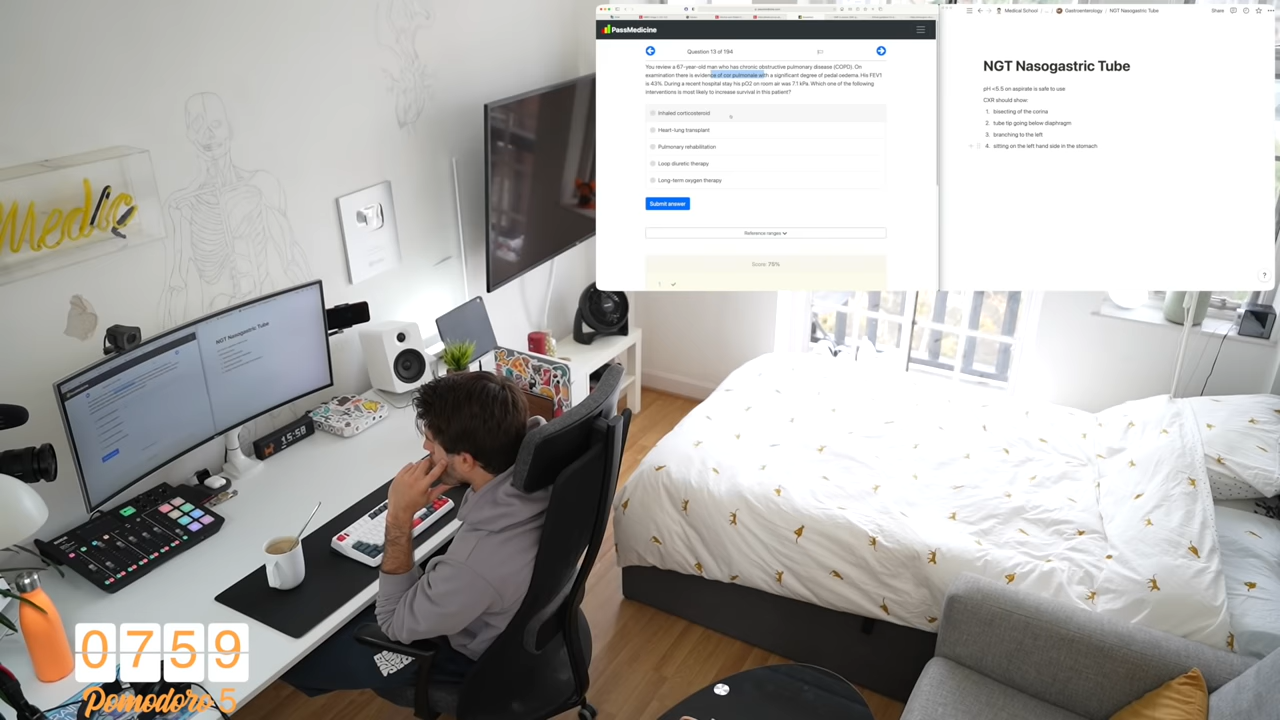 PassMedicine
Question 13 of 194
You review a 67-year-old man who has chronic obstructive pulmonary disease (COPD). On
examination there is evidence of cor pulmonale with a significant degree of pedal oedema. His FEV1
is 43%. During a recent hospital stay his pO2 on room air was 7.1 kPa. Which one of the following
interventions is most likely to increase survival in this patient?
Inhaled corticosteroid
Heart-lung transplant
Pulmonary rehabilitation
Loop diuretic therapy
Long-term oxygen therapy
Submit answer
Reference ranges
Score: 75%
1
Medical School / ... / Gastroenterology / NGT Nasogastric Tube
Share
NGT Nasogastric Tube
pH <5.5 on aspirate is safe to use
CXR should show:
1. bisecting of the corina
2. tube tip going below diaphragm
3. branching to the left
4. sitting on the left hand side in the stomach
?
Medic
NGT Nasogastric Tube
15:58
0759
Pomodoro 5